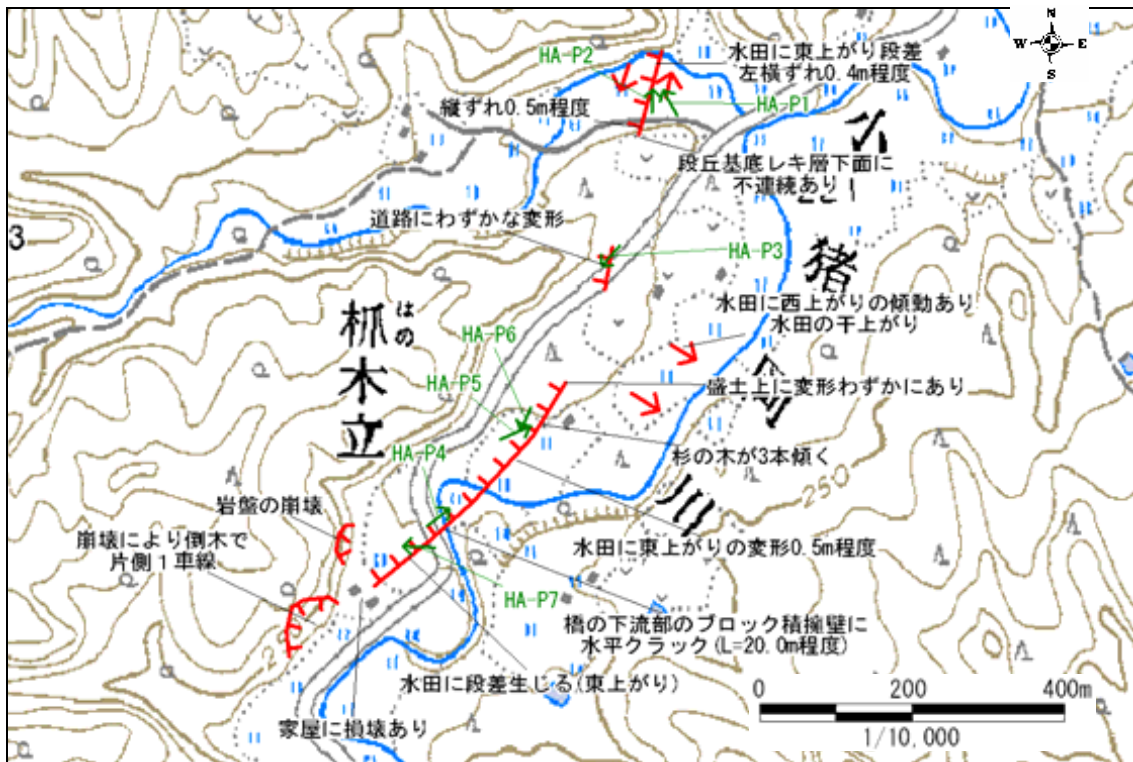 N
W
E
S
HA-P2
水田に東上がり段差
左横ずれ0.4m程度
HA-P1
縦ずれ0.5m程度
段丘基底レキ層下面に
不連続あり
道路にわずかな変形
3
HA-P3
猪
水田に西上がりの傾動あり
水田の干上がり
はの
HA-P6
HA-P5
盛土上に変形わずかにあり
木
立
杉の木が3本傾く
HA-P4
250
川
岩盤の崩壊
崩壊により倒木で
片側1車線
水田に東上がりの変形0.5m程度
HA-P7
橋の下流部のブロック積擁壁に
水平クラック(L=20.0m程度)
水田に段差生じる(東上がり)
家屋に損壊あり
0
200
400m
1/10,000